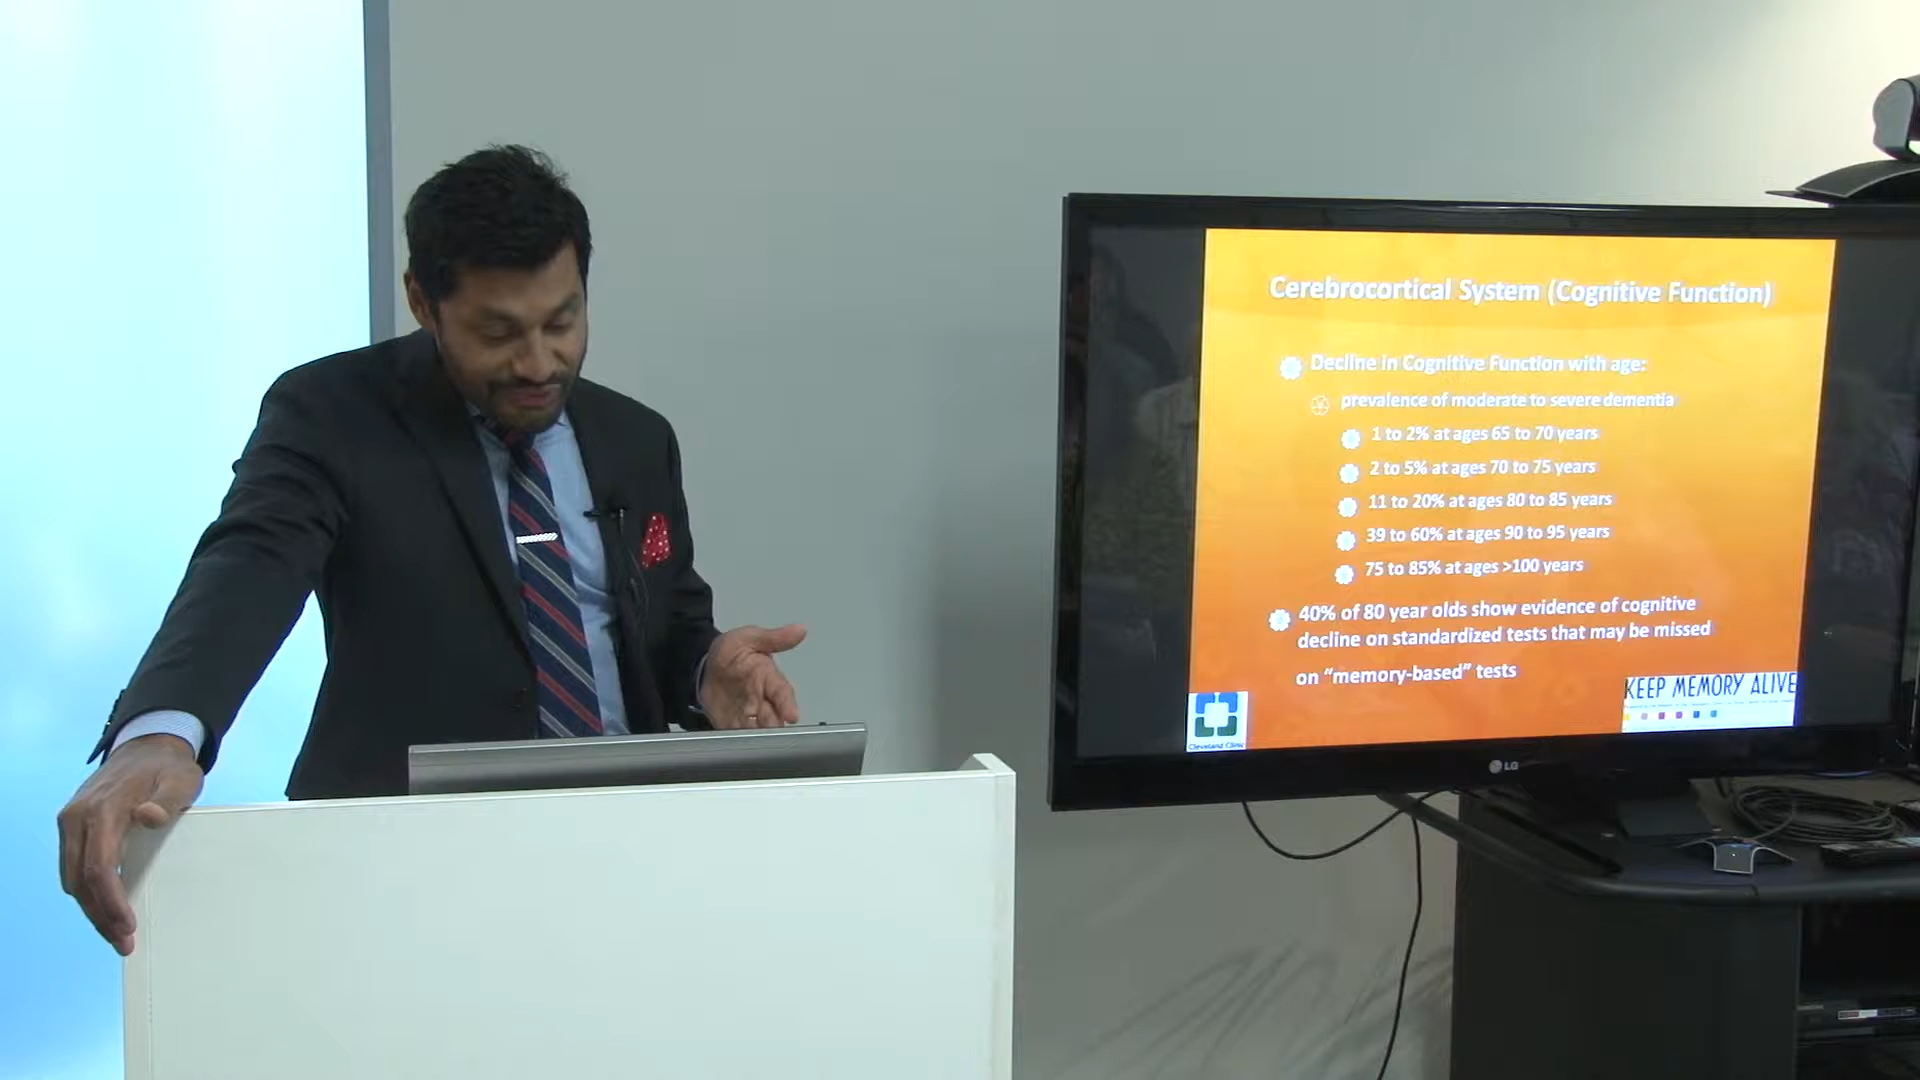 Cerebrocortical System (Cognitive Function)
Decline in Cognitive Function with age:
prevalence of moderate to severe dementia
1 to 2% at ages 65 to 70 years
2 to 5% at ages 70 to 75 years
11 to 20% at ages 80 to 85 years
39 to 60% at ages 90 to 95 years
75 to 85% at ages >100 years
40% of 80 year olds show evidence of cognitive
decline on standardized tests that may be missed
on “memory-based” tests
Cleveland Clinic
KEEP MEMORY ALIVE
LG